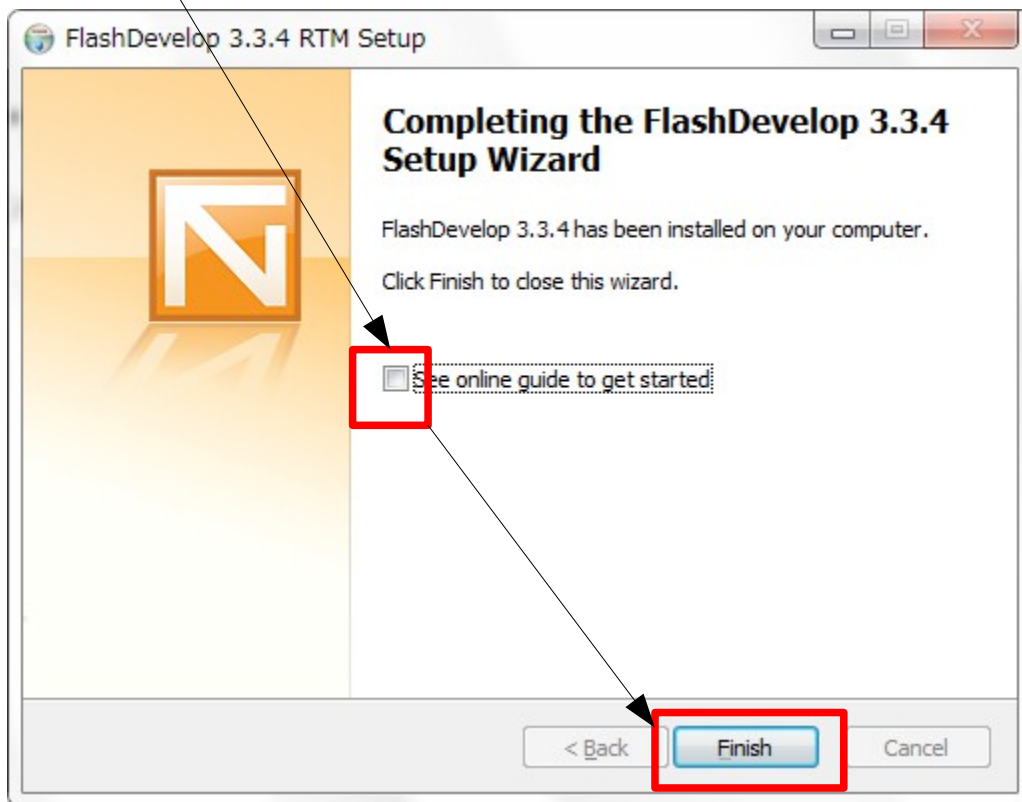 FlashDevelop 3.3.4 RTM Setup
Completing the FlashDevelop 3.3.4
Setup Wizard
FlashDevelop 3.3.4 has been installed on your computer.
Click Finish to close this wizard.
See online guide to get started
< Back
Finish
Cancel